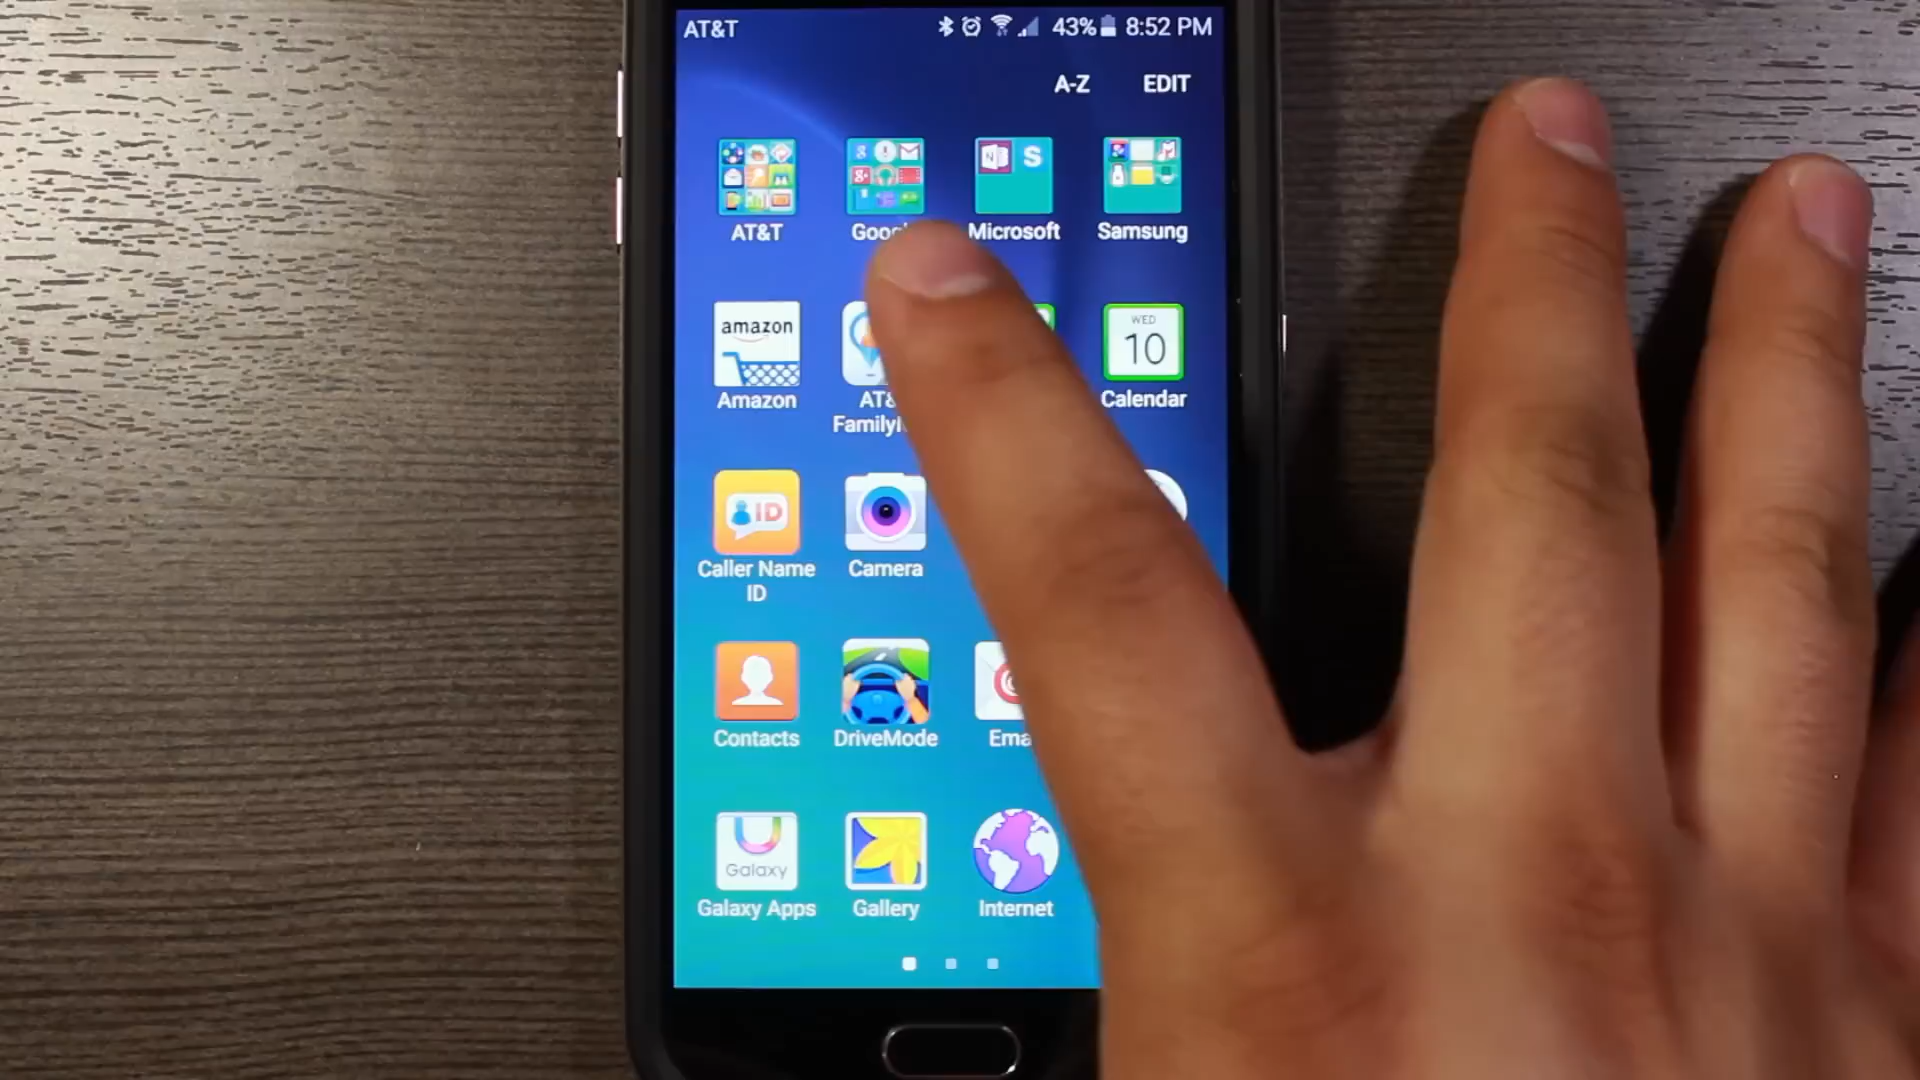 AT&T 43% 8:52 PM
A-Z EDIT
AT&T Microsoft Samsung
amazon
WED
10
Amazon Calendar
ID
Caller Name
ID
Camera
Contacts DriveMode
Galaxy
Galaxy Apps Gallery Internet